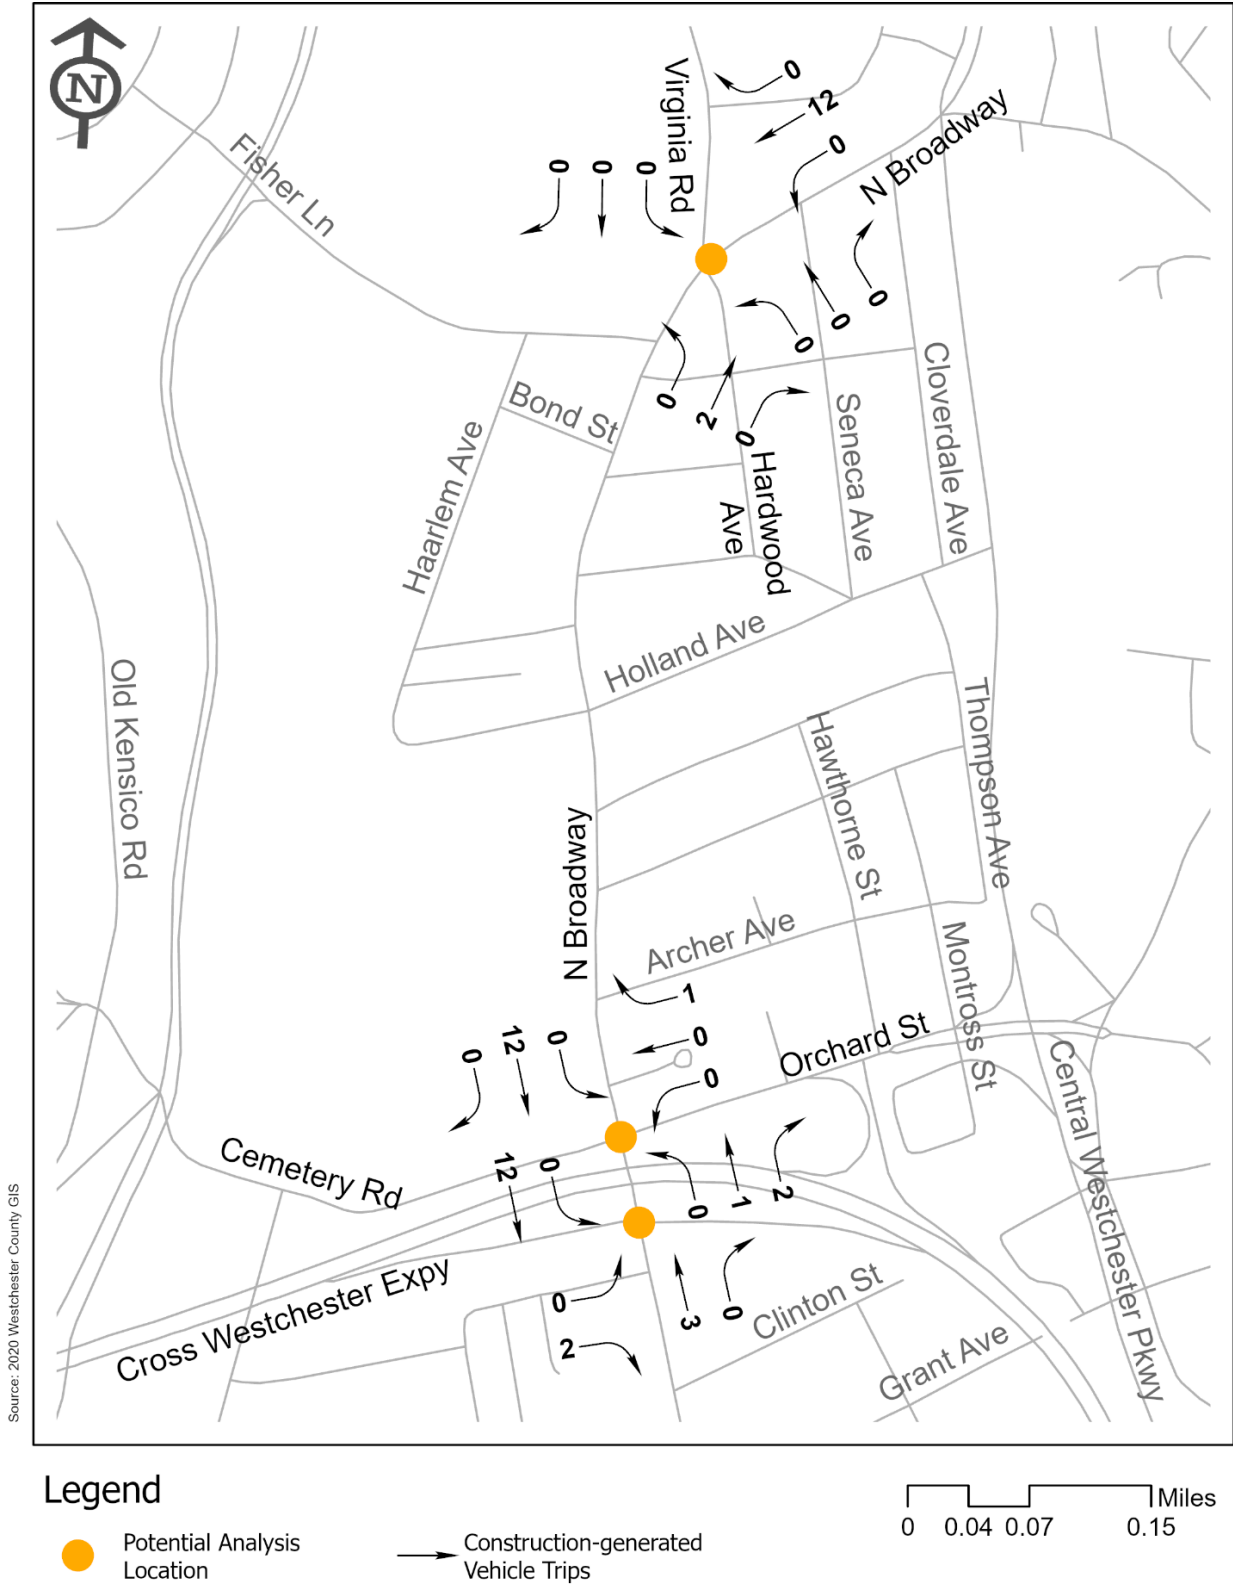 N
Virginia Rd
0
12
0
N Broadway
Fisher Ln
0
0
0
0
0
0
0
2
0
Bond St
Haarlem Ave
Hardwood
Ave
Seneca Ave
Cloverdale Ave
Holland Ave
Old Kensico Rd
Hawthorne St
Thompson Ave
N Broadway
Archer Ave
Montross St
1
0
0
0
12
0
Orchard St
Central Westchester Pkwy
Cemetery Rd
12
0
0
1
2
Cross Westchester Expy
0
2
3
0
Clinton St
Grant Ave
Source: 2020 Westchester County GIS
Legend
Potential Analysis
Location
Construction-generated
Vehicle Trips
Miles
0 0.04 0.07 0.15